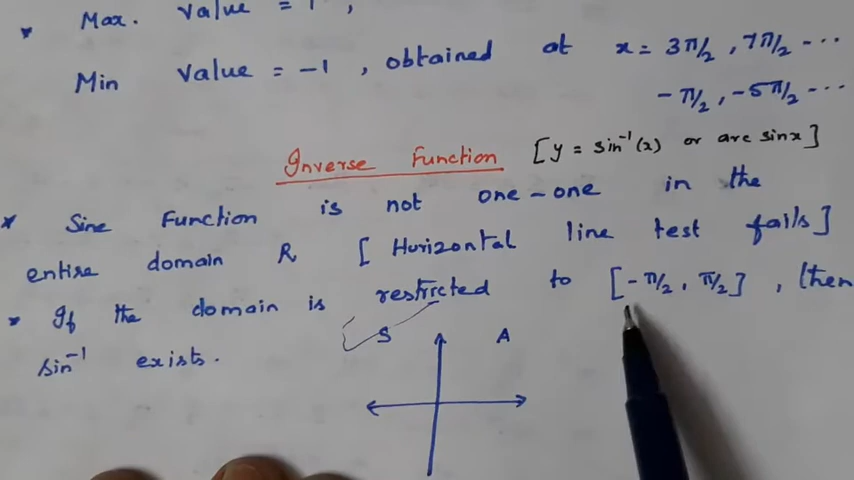 * Max. value = 1,
Min value = -1, obtained at x = 3π/2, 7π/2 ...
-π/2, -5π/2 ...
Inverse Function [y = sin⁻¹(x) or arc sinx]
* Sine Function is not one-one in the
entire domain R [Hurizontal line test fails]
* If the domain is restricted to [-π/2, π/2], then
sin⁻¹ exists.
S A